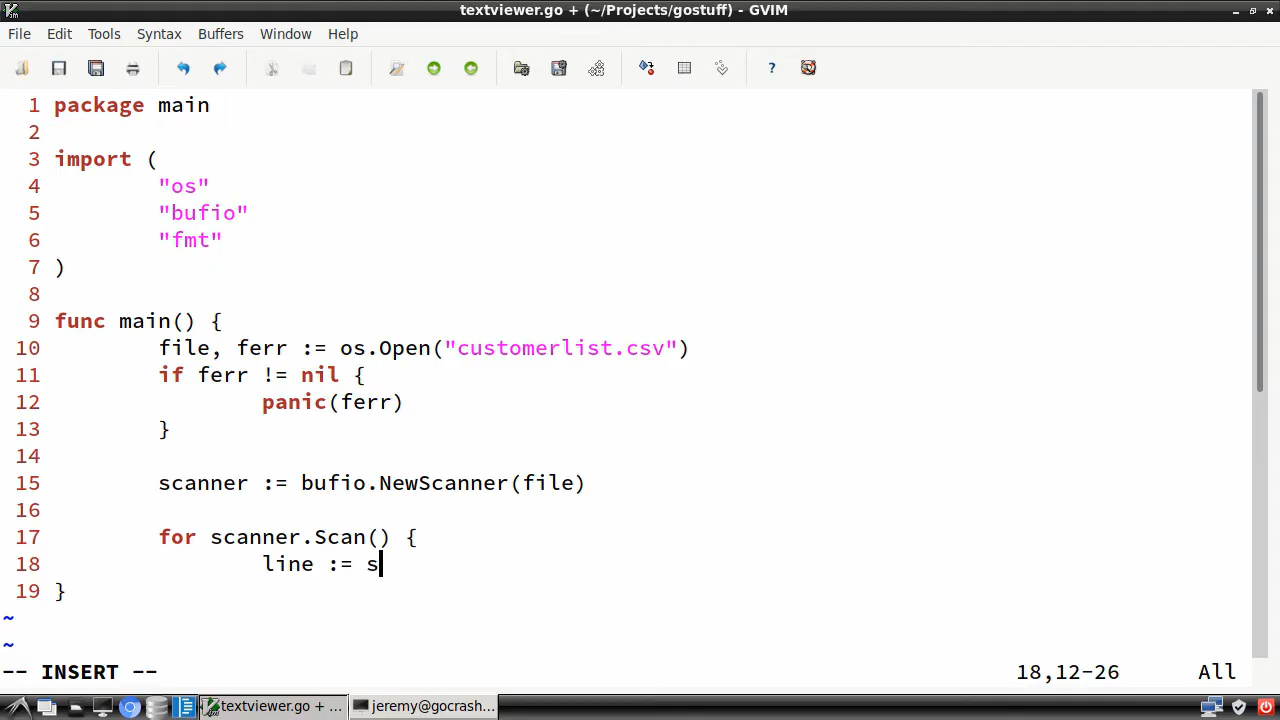 textviewer.go + (~/Projects/gostuff) - GVIM
File Edit Tools Syntax Buffers Window Help
?
1 package main
2
3 import (
4 "os"
5 "bufio"
6 "fmt"
7 )
8
9 func main() {
10 file, ferr := os.Open("customerlist.csv")
11 if ferr != nil {
12 panic(ferr)
13 }
14
15 scanner := bufio.NewScanner(file)
16
17 for scanner.Scan() {
18 line := s
19 }
~
~
-- INSERT -- 18,12-26 All
textviewer.go + ... jeremy@gocrash...